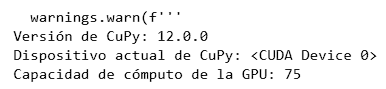 warnings.warn(f'''
Versión de CuPy: 12.0.0
Dispositivo actual de CuPy: <CUDA Device 0>
Capacidad de cómputo de la GPU: 75